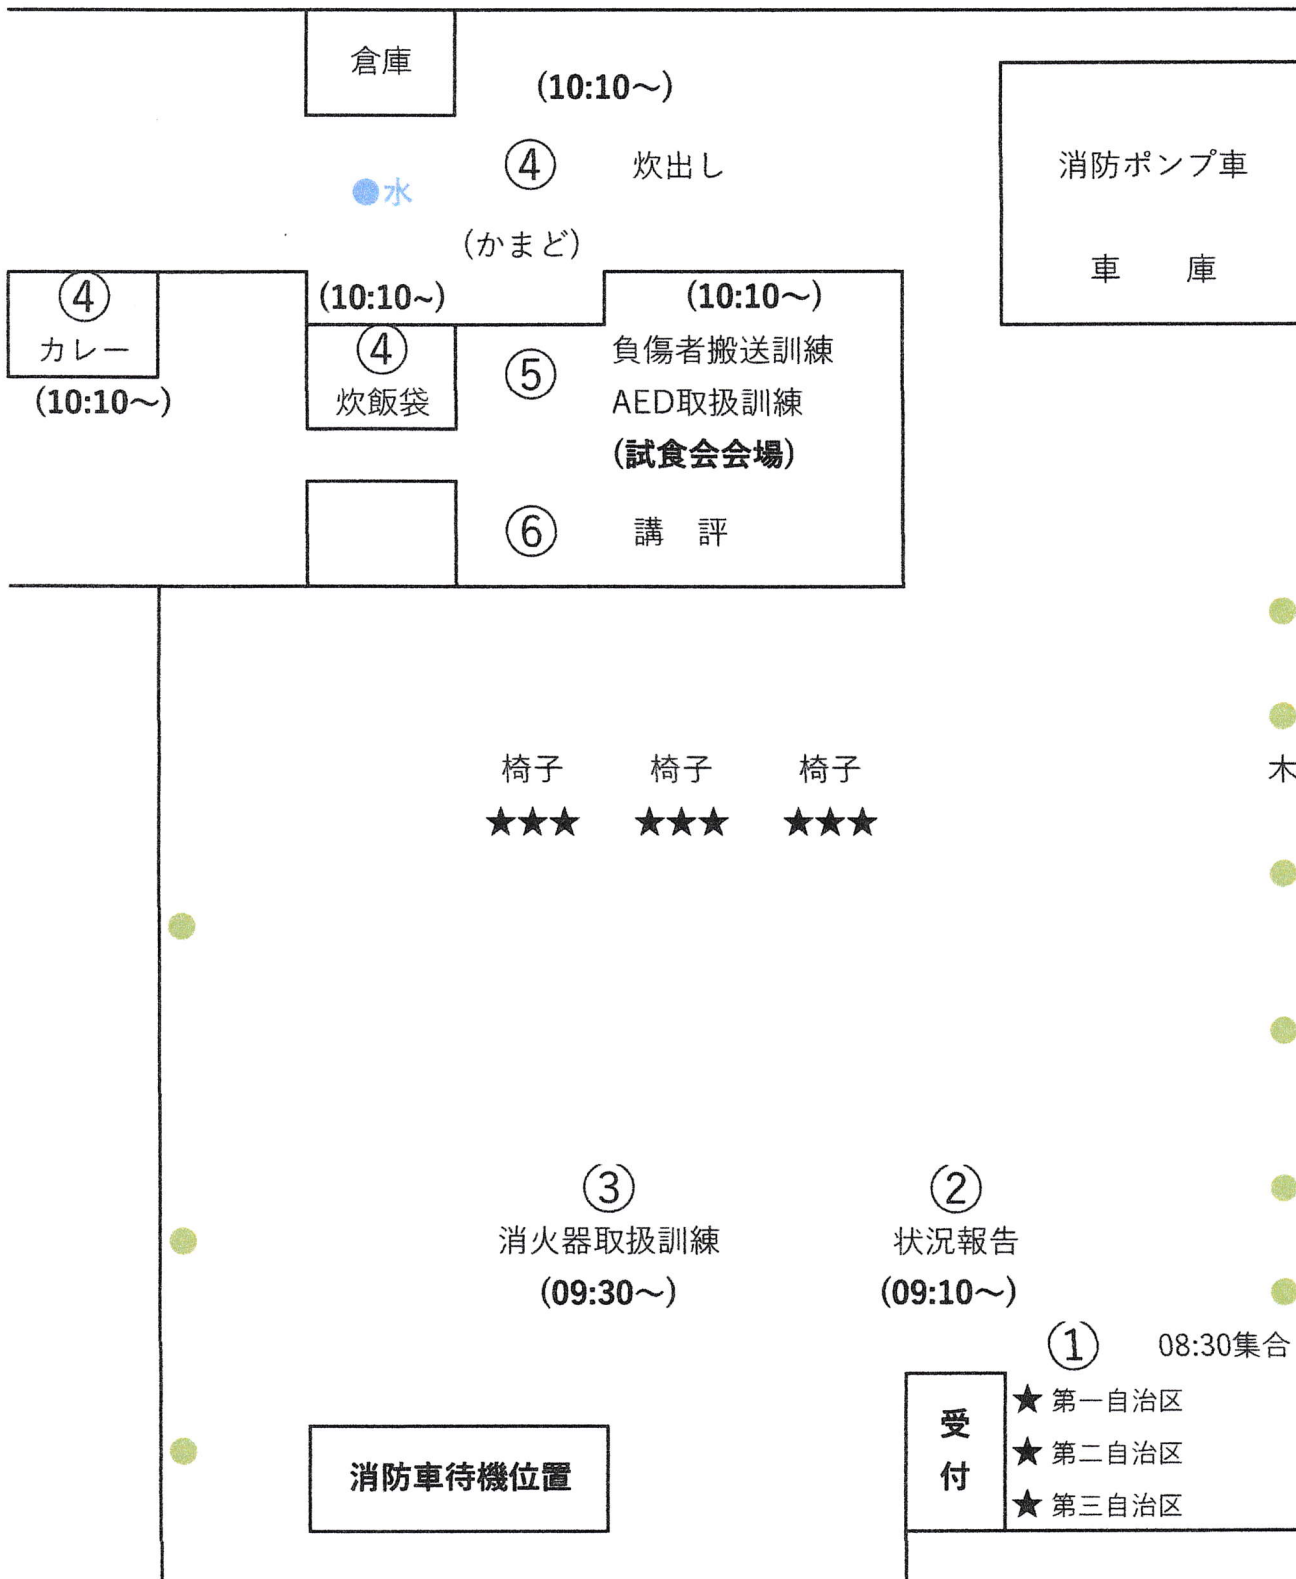 倉庫
(10:10～)
④ 炊出し
●水
(かまど)
消防ポンプ車
車　庫
④
カレー
(10:10～)
(10:10~)
④
炊飯袋
(10:10～)
⑤ 負傷者搬送訓練
AED取扱訓練
(試食会会場)
⑥ 講　評
椅子 椅子 椅子
★★★ ★★★ ★★★
木
③
消火器取扱訓練
(09:30～)
②
状況報告
(09:10～)
① 08:30集合
受付
★ 第一自治区
★ 第二自治区
★ 第三自治区
消防車待機位置